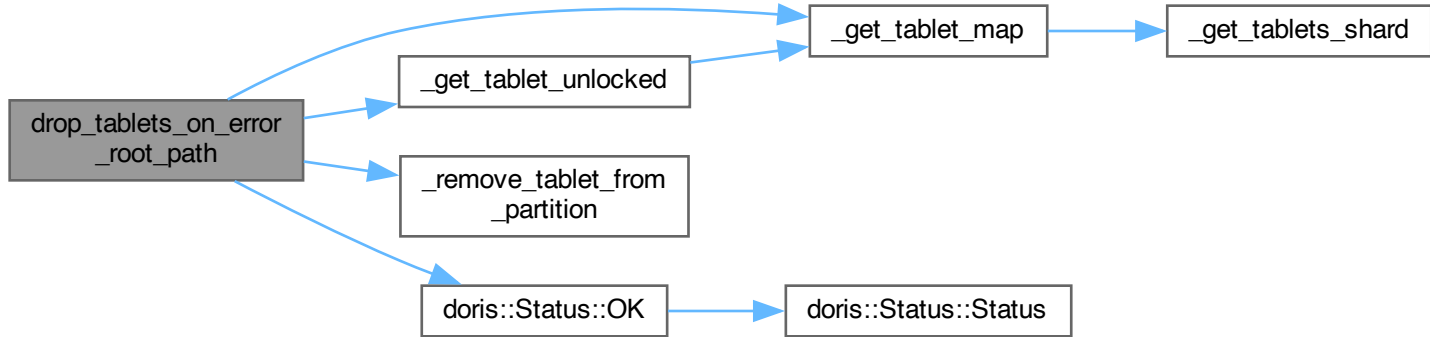 drop_tablets_on_error
_root_path
_get_tablet_unlocked
_get_tablet_map
_get_tablets_shard
_remove_tablet_from
_partition
doris::Status::OK
doris::Status::Status